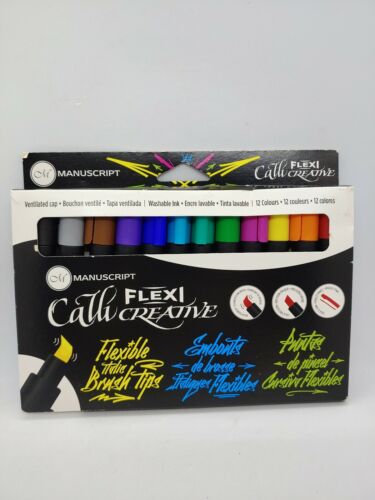 M MANUSCRIPT
Calli FLEXI CREATIVE
Ventilated cap • Bouchon ventilé • Tapa ventilada | Washable Ink • Encre lavable • Tinta lavable | 12 Colours • 12 couleurs • 12 colores
M MANUSCRIPT
Calli FLEXI CREATIVE
Flexible
Italic
Brush Tips
Embouts
de brosse
Italiques Flexibles
Puntas
de pincel
Cursiva Flexibles